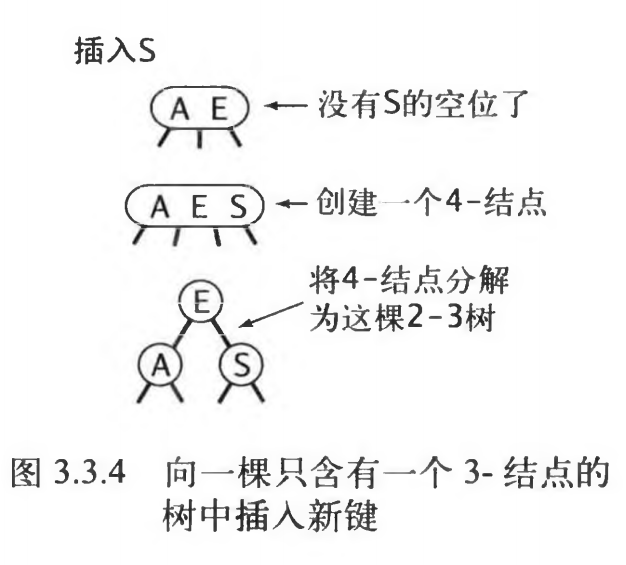 插入S
A E ← 没有S的空位了
A E S ← 创建一个4-结点
E
将4-结点分解
为这棵2-3树
A S
图 3.3.4 向一棵只含有一个 3- 结点的
树中插入新键